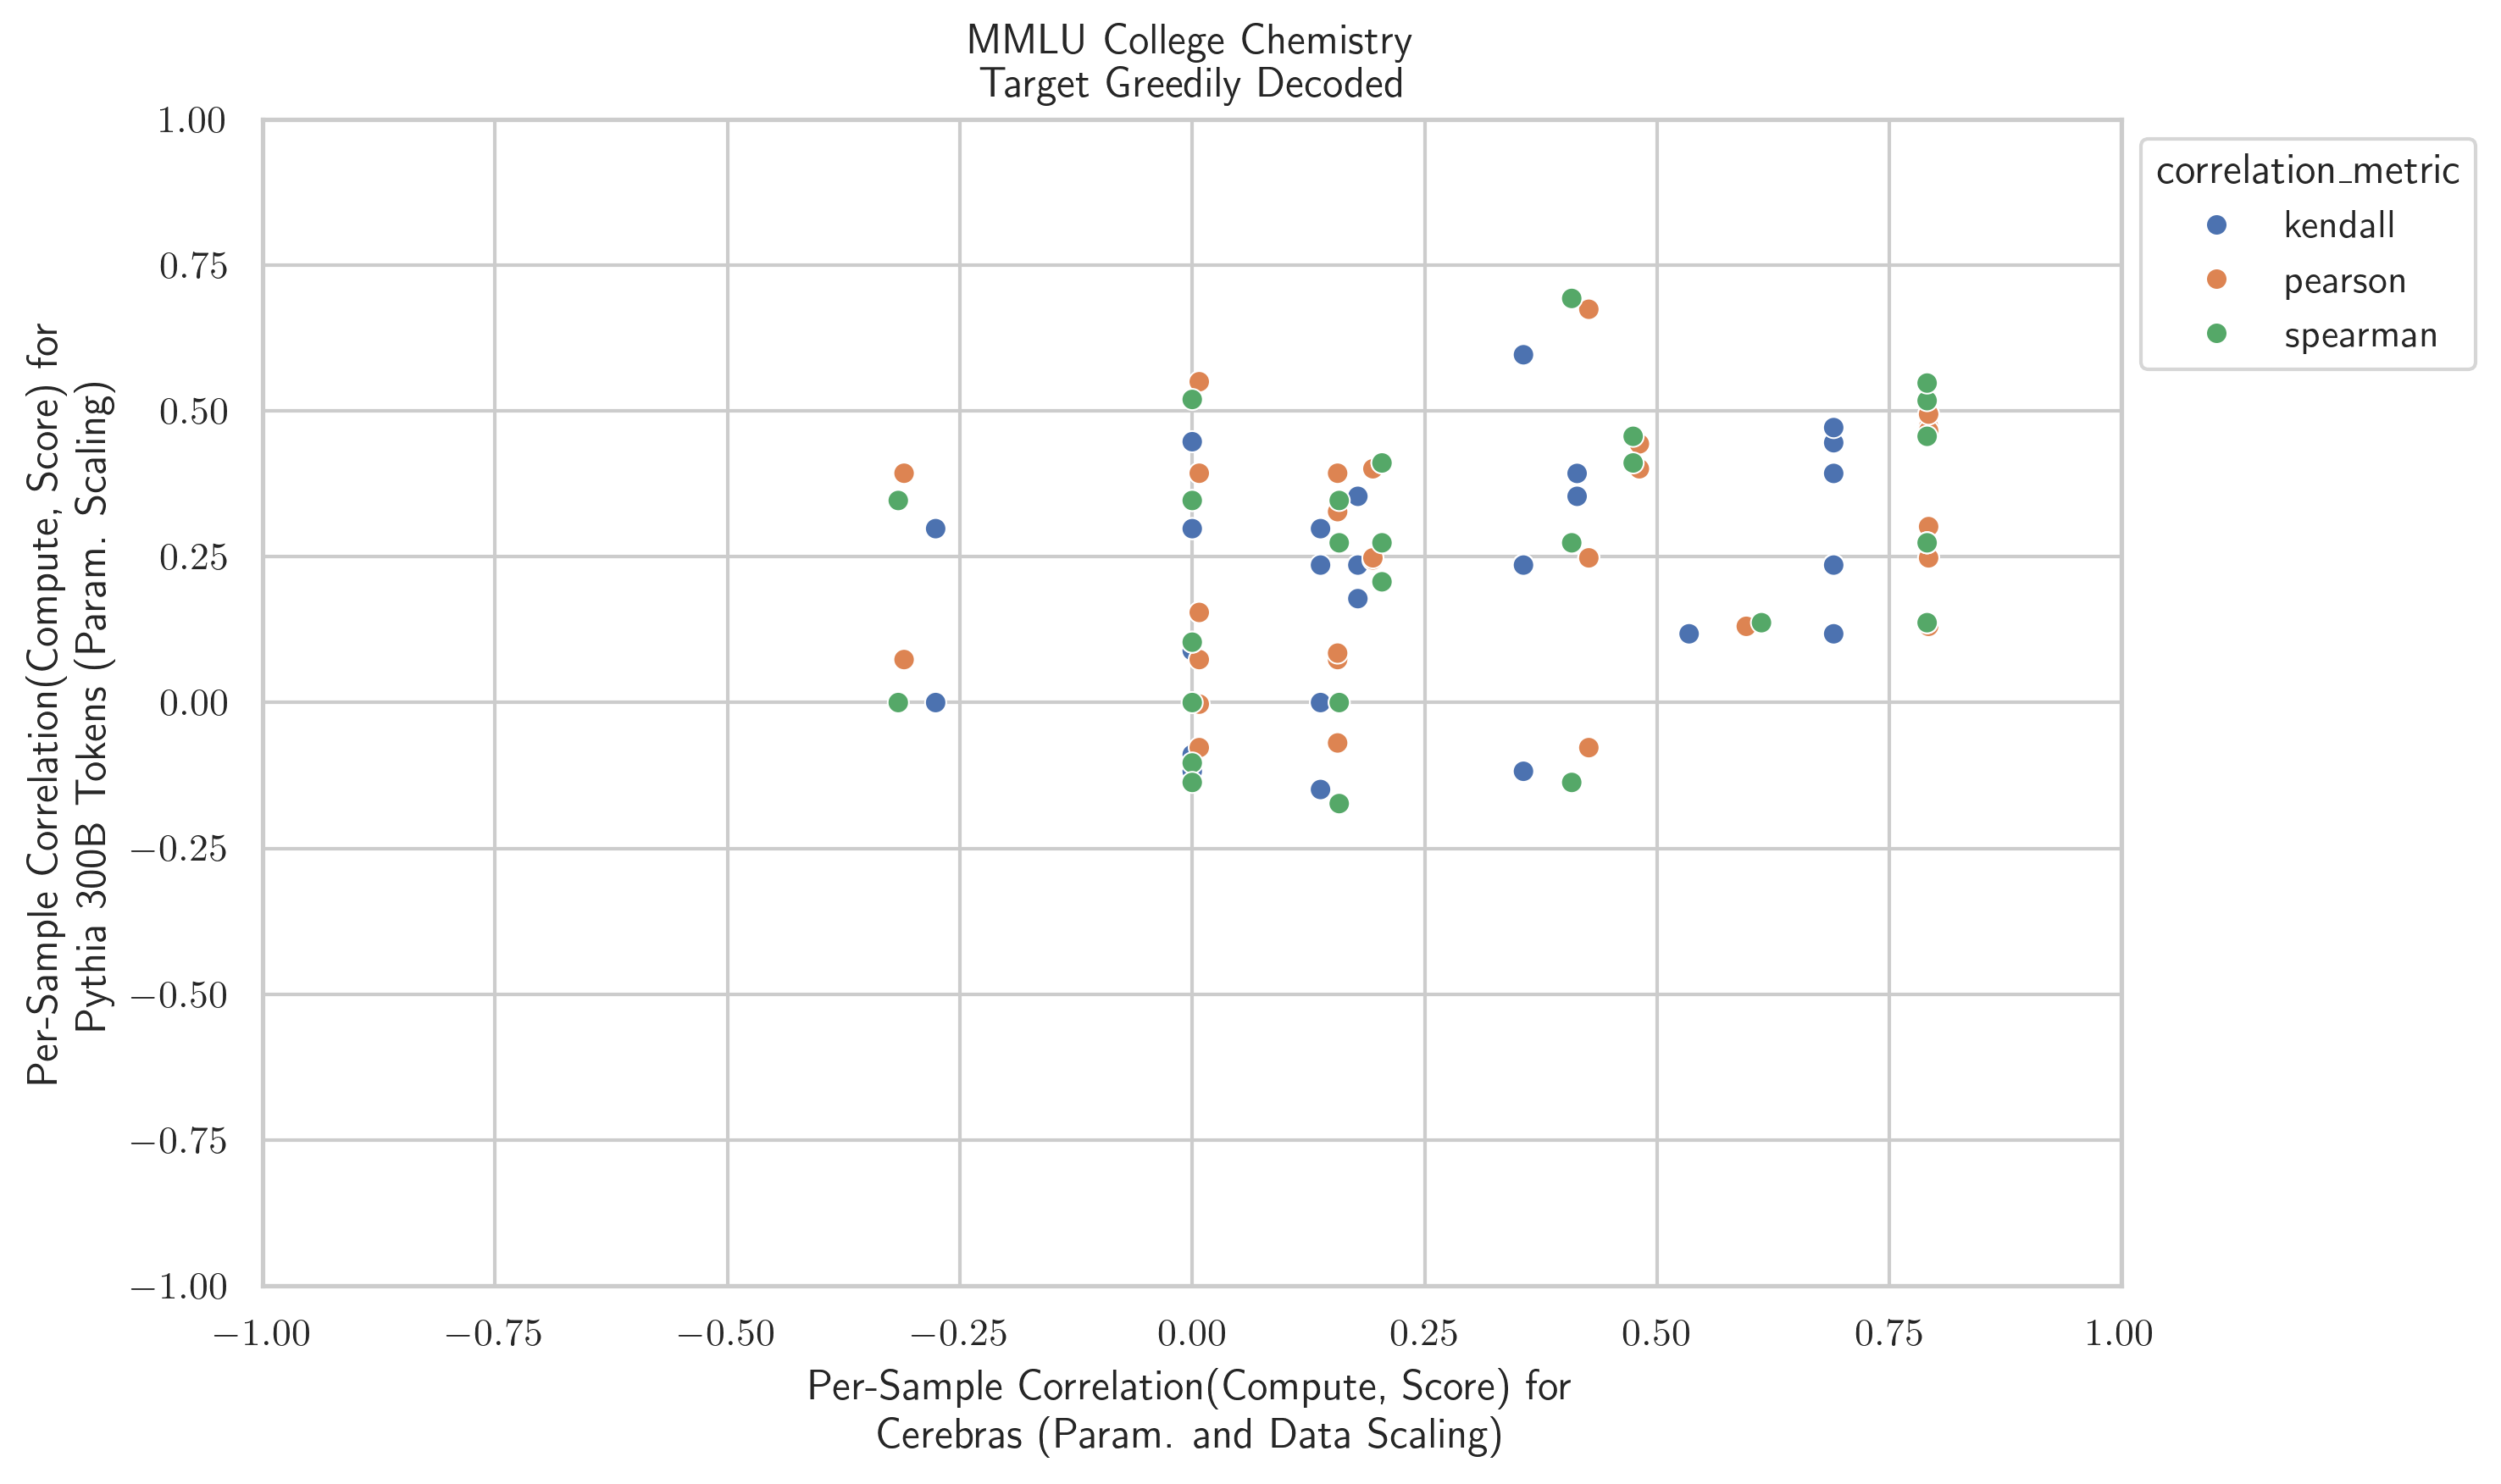 MMLU College Chemistry
Target Greedily Decoded
Per-Sample Correlation(Compute, Score) for
Pythia 300B Tokens (Param. Scaling)
1.00
0.75
0.50
0.25
0.00
−0.25
−0.50
−0.75
−1.00
−1.00 −0.75 −0.50 −0.25 0.00 0.25 0.50 0.75 1.00
Per-Sample Correlation(Compute, Score) for
Cerebras (Param. and Data Scaling)
correlation_metric
kendall
pearson
spearman